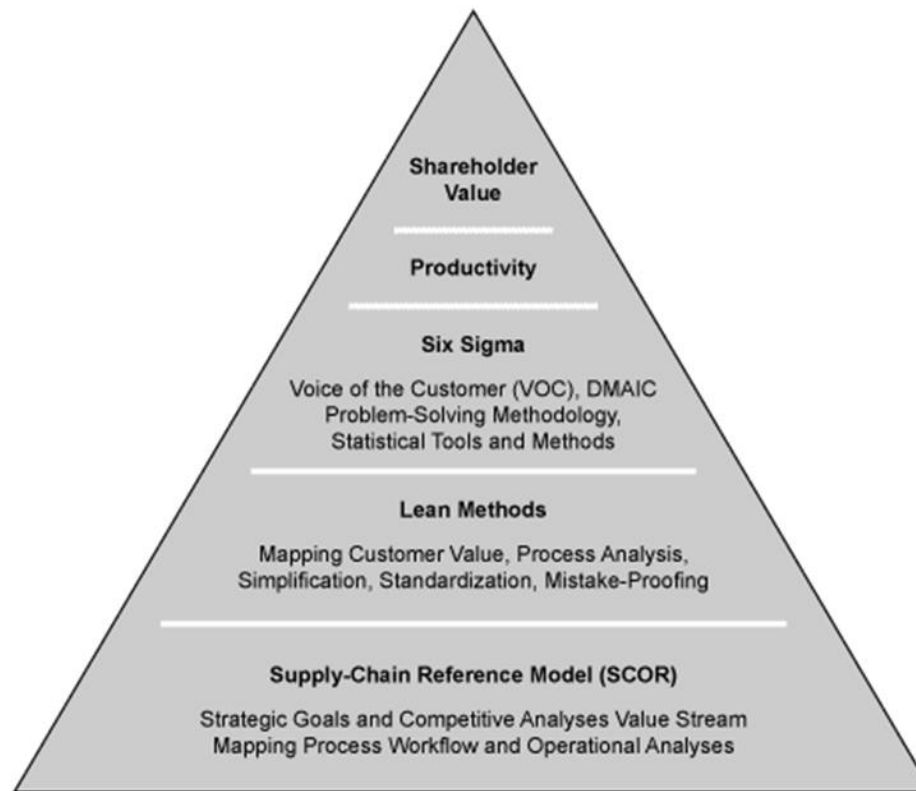 Shareholder
Value
Productivity
Six Sigma
Voice of the Customer (VOC), DMAIC
Problem-Solving Methodology,
Statistical Tools and Methods
Lean Methods
Mapping Customer Value, Process Analysis,
Simplification, Standardization, Mistake-Proofing
Supply-Chain Reference Model (SCOR)
Strategic Goals and Competitive Analyses Value Stream
Mapping Process Workflow and Operational Analyses